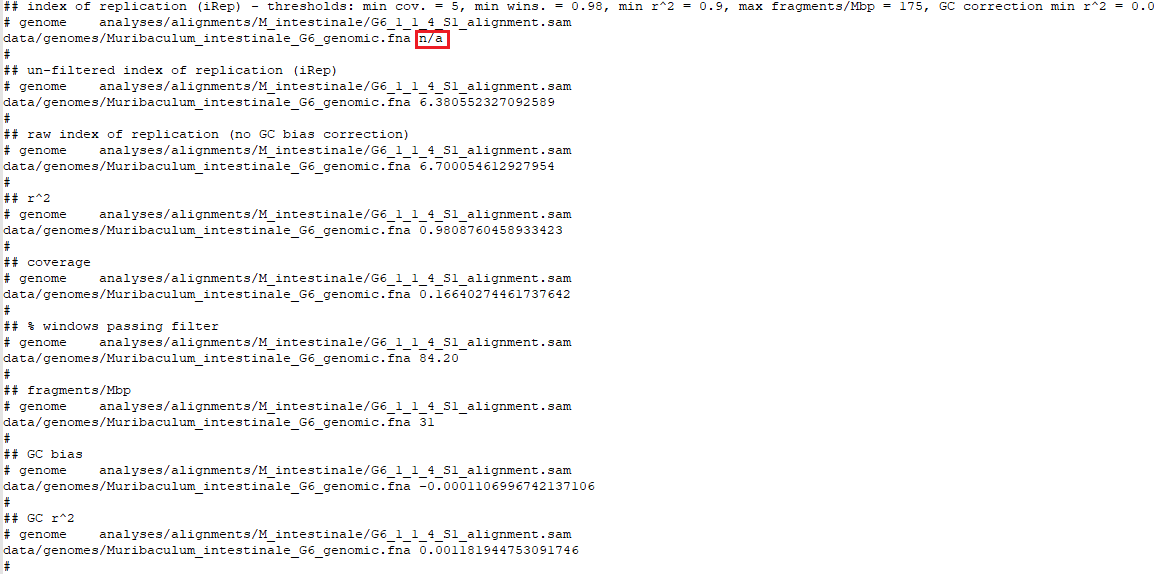 ## index of replication (iRep) - thresholds: min cov. = 5, min wins. = 0.98, min r^2 = 0.9, max fragments/Mbp = 175, GC correction min r^2 = 0.0
# genome    analyses/alignments/M_intestinale/G6_1_1_4_S1_alignment.sam
data/genomes/Muribaculum_intestinale_G6_genomic.fna n/a
#
## un-filtered index of replication (iRep)
# genome    analyses/alignments/M_intestinale/G6_1_1_4_S1_alignment.sam
data/genomes/Muribaculum_intestinale_G6_genomic.fna 6.380552327092589
#
## raw index of replication (no GC bias correction)
# genome    analyses/alignments/M_intestinale/G6_1_1_4_S1_alignment.sam
data/genomes/Muribaculum_intestinale_G6_genomic.fna 6.700054612927954
#
## r^2
# genome    analyses/alignments/M_intestinale/G6_1_1_4_S1_alignment.sam
data/genomes/Muribaculum_intestinale_G6_genomic.fna 0.9808760458933423
#
## coverage
# genome    analyses/alignments/M_intestinale/G6_1_1_4_S1_alignment.sam
data/genomes/Muribaculum_intestinale_G6_genomic.fna 0.16640274461737642
#
## % windows passing filter
# genome    analyses/alignments/M_intestinale/G6_1_1_4_S1_alignment.sam
data/genomes/Muribaculum_intestinale_G6_genomic.fna 84.20
#
## fragments/Mbp
# genome    analyses/alignments/M_intestinale/G6_1_1_4_S1_alignment.sam
data/genomes/Muribaculum_intestinale_G6_genomic.fna 31
#
## GC bias
# genome    analyses/alignments/M_intestinale/G6_1_1_4_S1_alignment.sam
data/genomes/Muribaculum_intestinale_G6_genomic.fna -0.0001106996742137106
#
## GC r^2
# genome    analyses/alignments/M_intestinale/G6_1_1_4_S1_alignment.sam
data/genomes/Muribaculum_intestinale_G6_genomic.fna 0.001181944753091746
#